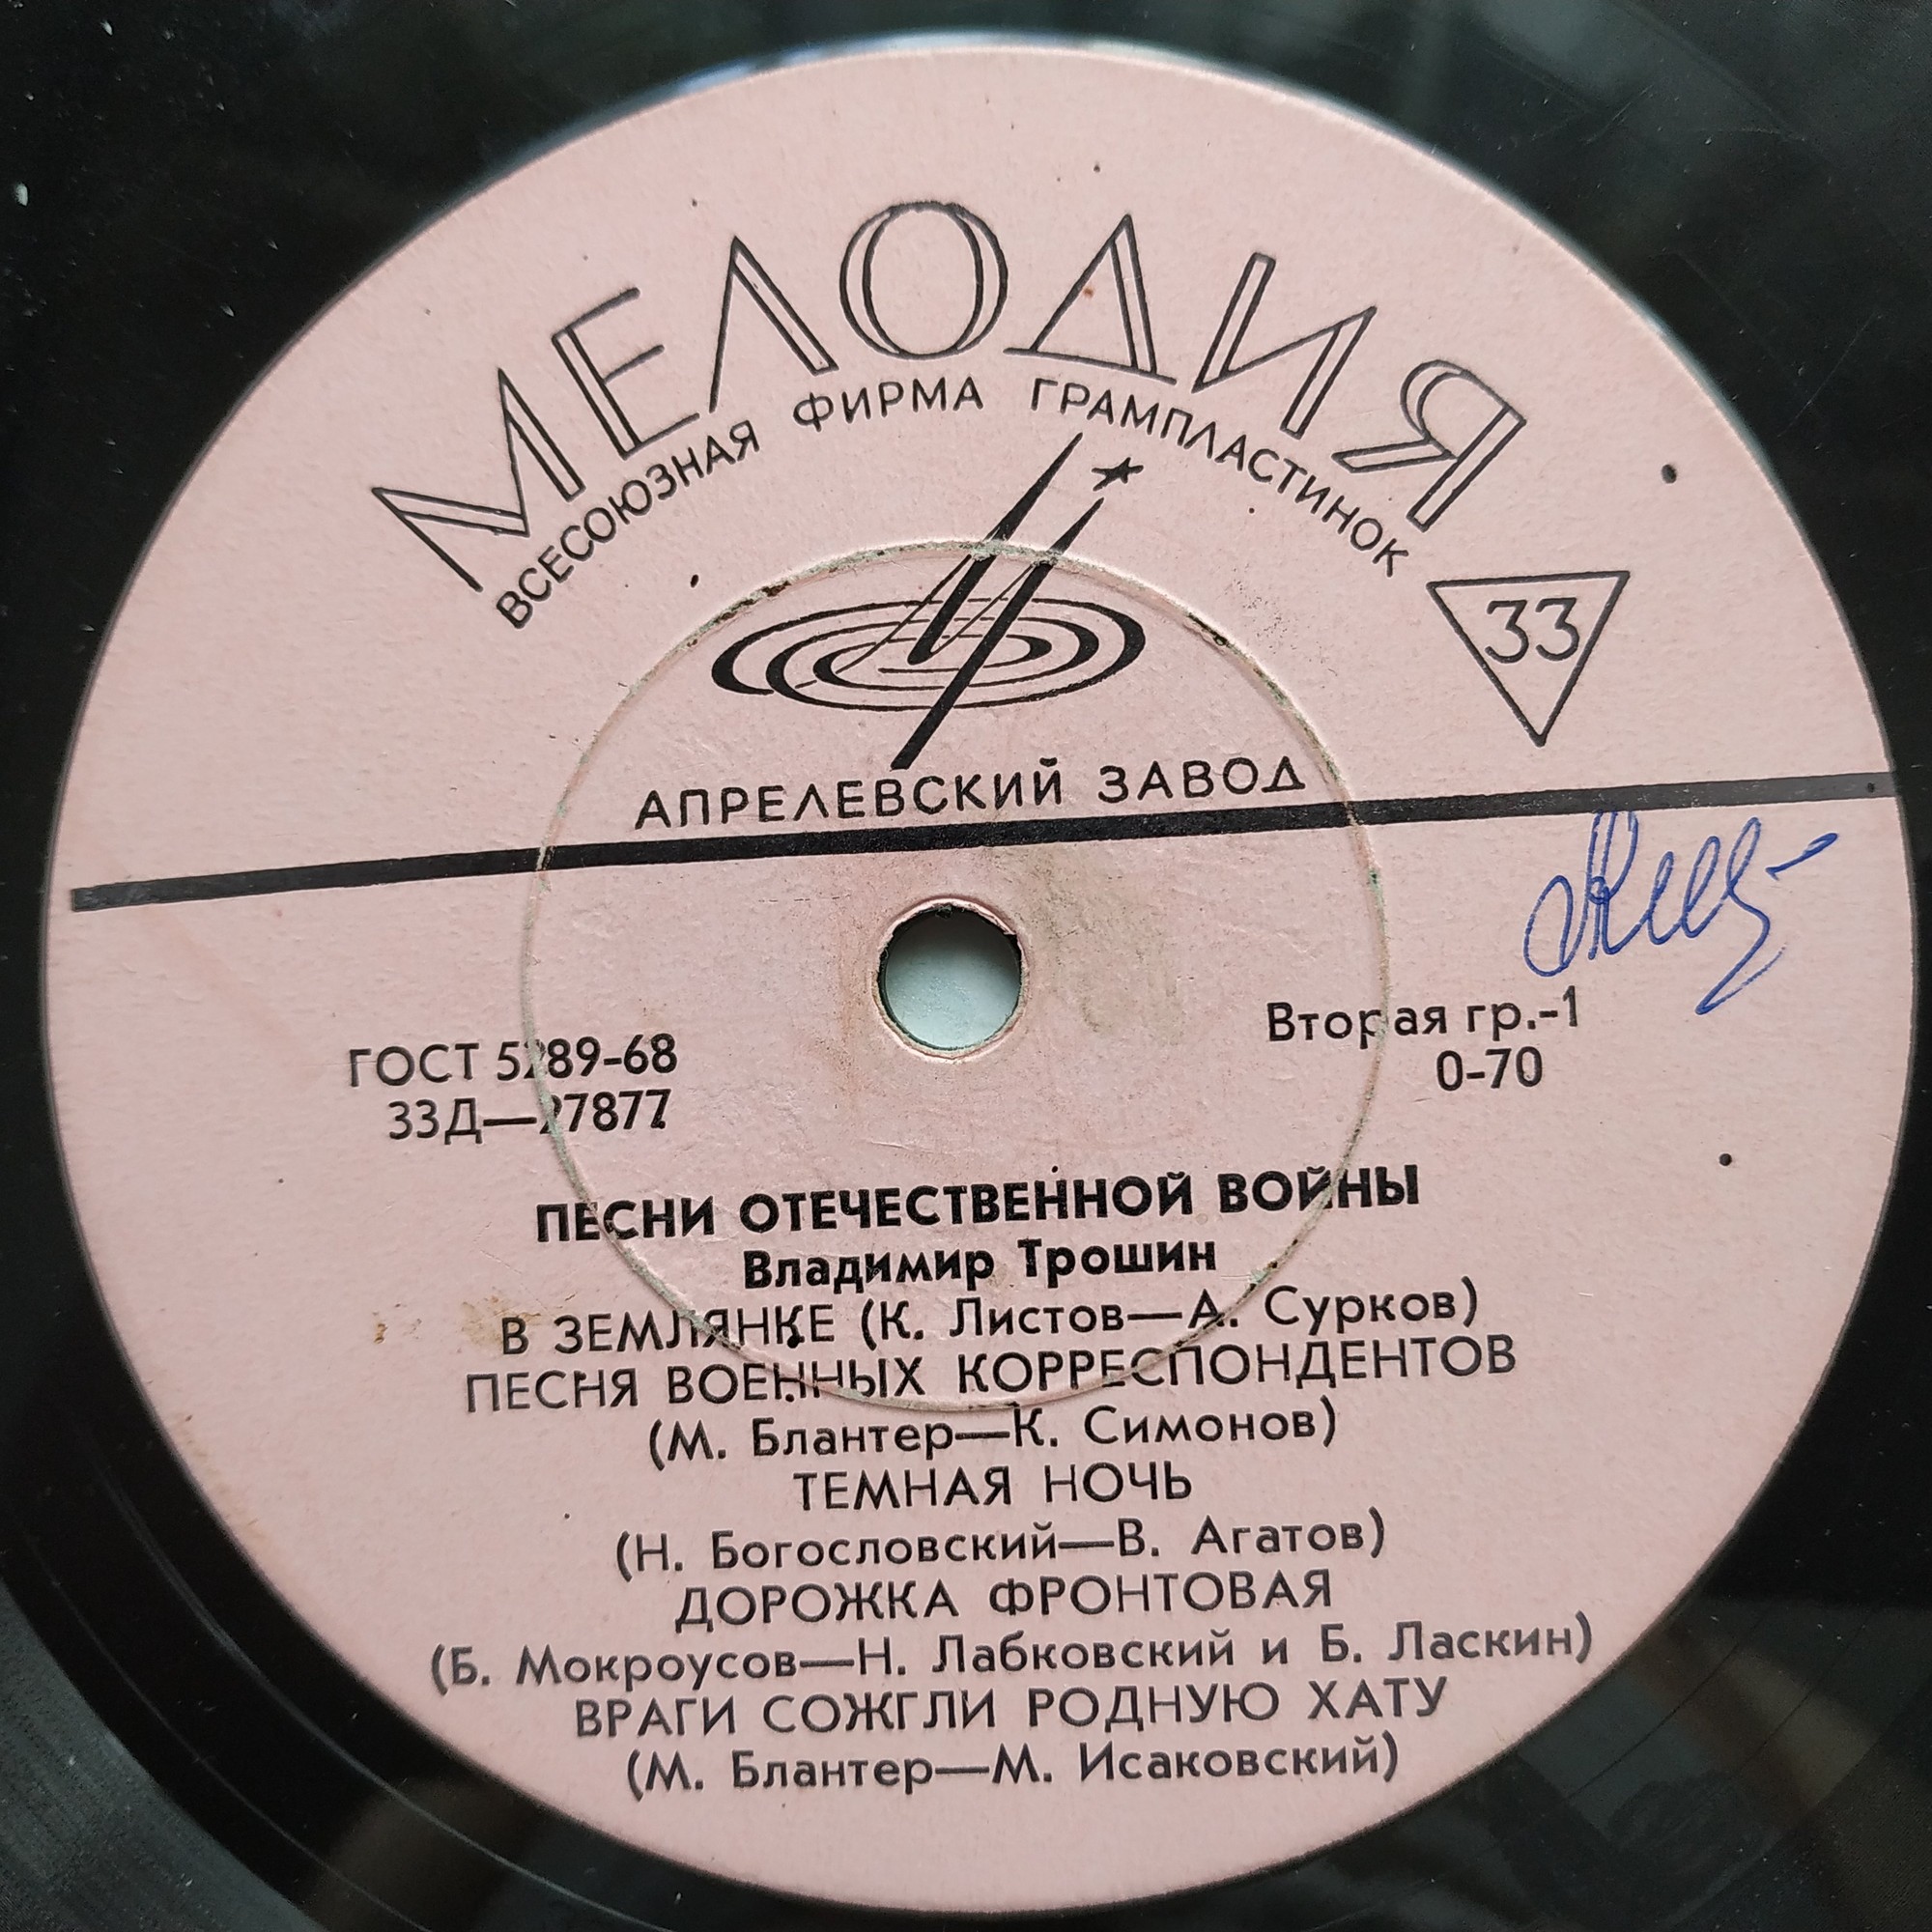 МЕЛОДИЯ
ВСЕСОЮЗНАЯ ФИРМА ГРАМПЛАСТИНОК
33
АПРЕЛЕВСКИЙ ЗАВОД
ГОСТ 5289-68
33Д—27877
Вторая гр.-1
0-70
ПЕСНИ ОТЕЧЕСТВЕННОЙ ВОЙНЫ
Владимир Трошин
В ЗЕМЛЯНКЕ (К. Листов—А. Сурков)
ПЕСНЯ ВОЕННЫХ КОРРЕСПОНДЕНТОВ
(М. Блантер—К. Симонов)
ТЕМНАЯ НОЧЬ
(Н. Богословский—В. Агатов)
ДОРОЖКА ФРОНТОВАЯ
(Б. Мокроусов—Н. Лабковский и Б. Ласкин)
ВРАГИ СОЖГЛИ РОДНУЮ ХАТУ
(М. Блантер—М. Исаковский)